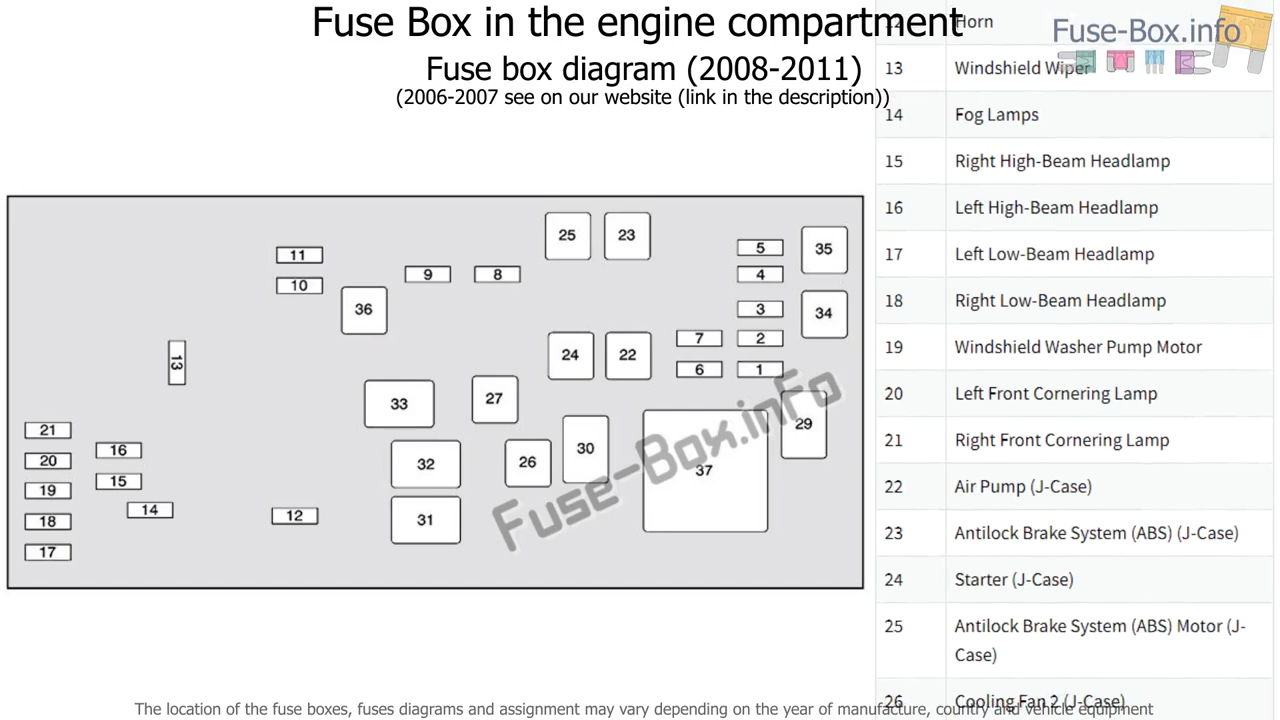 Fuse Box in the engine compartment
Fuse box diagram (2008-2011)
(2006-2007 see on our website (link in the description))
Fuse-Box.info
25
23
5
35
11
4
9
8
10
36
3
34
7
2
13
24
22
6
1
33
27
29
21
30
16
20
32
26
37
15
19
14
12
31
18
17
Fuse-Box.info
12 Horn
13 Windshield Wiper
14 Fog Lamps
15 Right High-Beam Headlamp
16 Left High-Beam Headlamp
17 Left Low-Beam Headlamp
18 Right Low-Beam Headlamp
19 Windshield Washer Pump Motor
20 Left Front Cornering Lamp
21 Right Front Cornering Lamp
22 Air Pump (J-Case)
23 Antilock Brake System (ABS) (J-Case)
24 Starter (J-Case)
25 Antilock Brake System (ABS) Motor (J-
Case)
26 Cooling Fan 2 (J-Case)
The location of the fuse boxes, fuses diagrams and assignment may vary depending on the year of manufacture, country and vehicle equipment